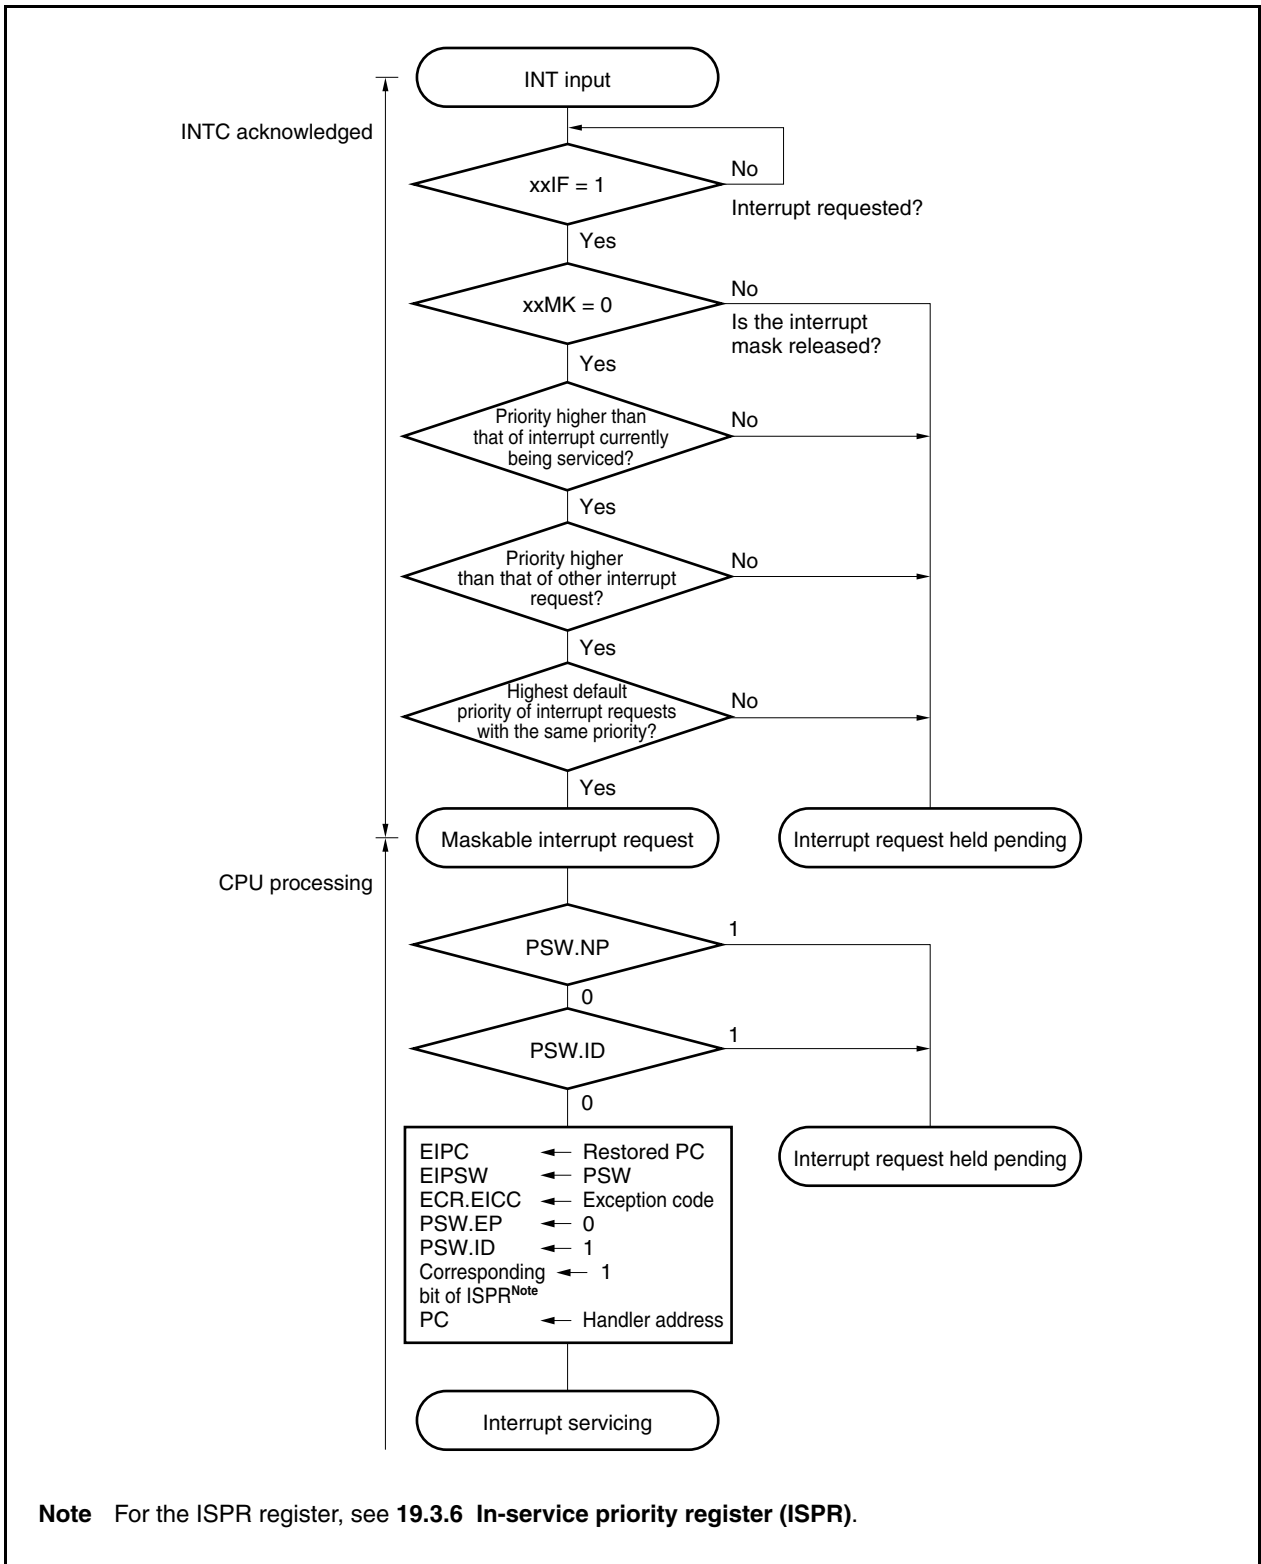 INT input
INTC acknowledged
xxIF = 1
No
Interrupt requested?
Yes
xxMK = 0
No
Is the interrupt
mask released?
Yes
Priority higher than
that of interrupt currently
being serviced?
No
Yes
Priority higher
than that of other interrupt
request?
No
Yes
Highest default
priority of interrupt requests
with the same priority?
No
Yes
Maskable interrupt request
Interrupt request held pending
CPU processing
PSW.NP
1
0
PSW.ID
1
0
Interrupt request held pending
EIPC ← Restored PC
EIPSW ← PSW
ECR.EICC ← Exception code
PSW.EP ← 0
PSW.ID ← 1
Corresponding ← 1
bit of ISPRNote
PC ← Handler address
Interrupt servicing
Note For the ISPR register, see 19.3.6 In-service priority register (ISPR).